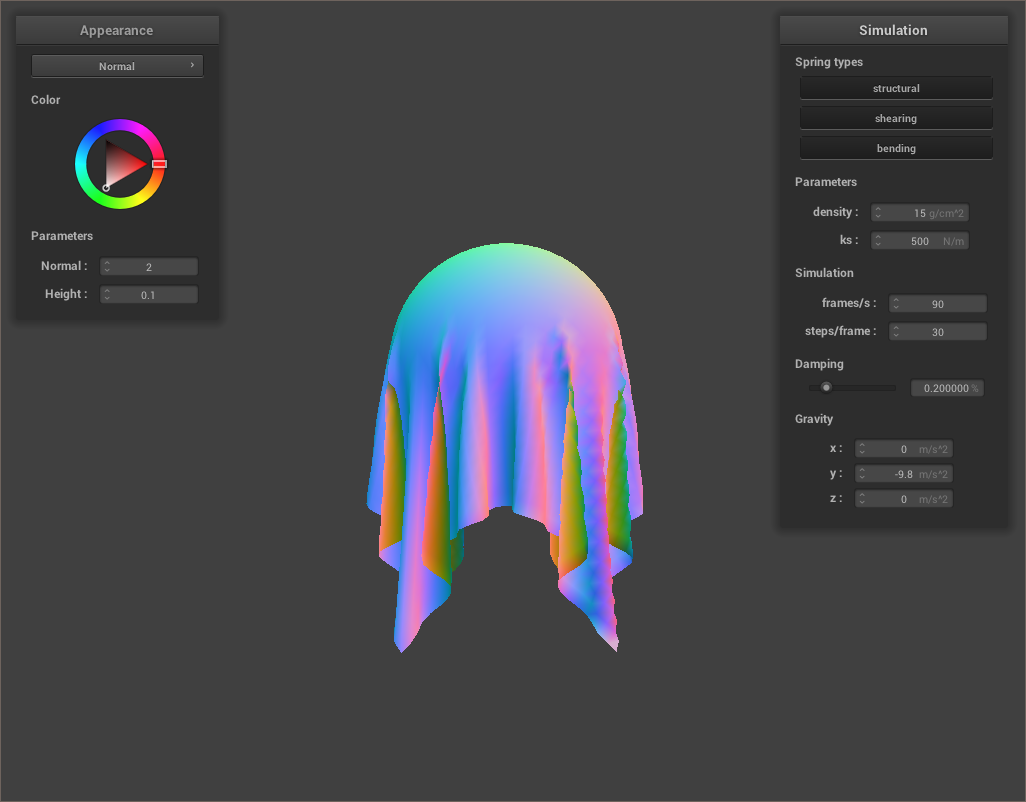 Appearance
Normal ›
Color
Parameters
Normal : 2
Height : 0.1
Simulation
Spring types
structural
shearing
bending
Parameters
density : 15 g/cm^2
ks : 500 N/m
Simulation
frames/s : 90
steps/frame : 30
Damping
0.200000 %
Gravity
x : 0 m/s^2
y : -9.8 m/s^2
z : 0 m/s^2